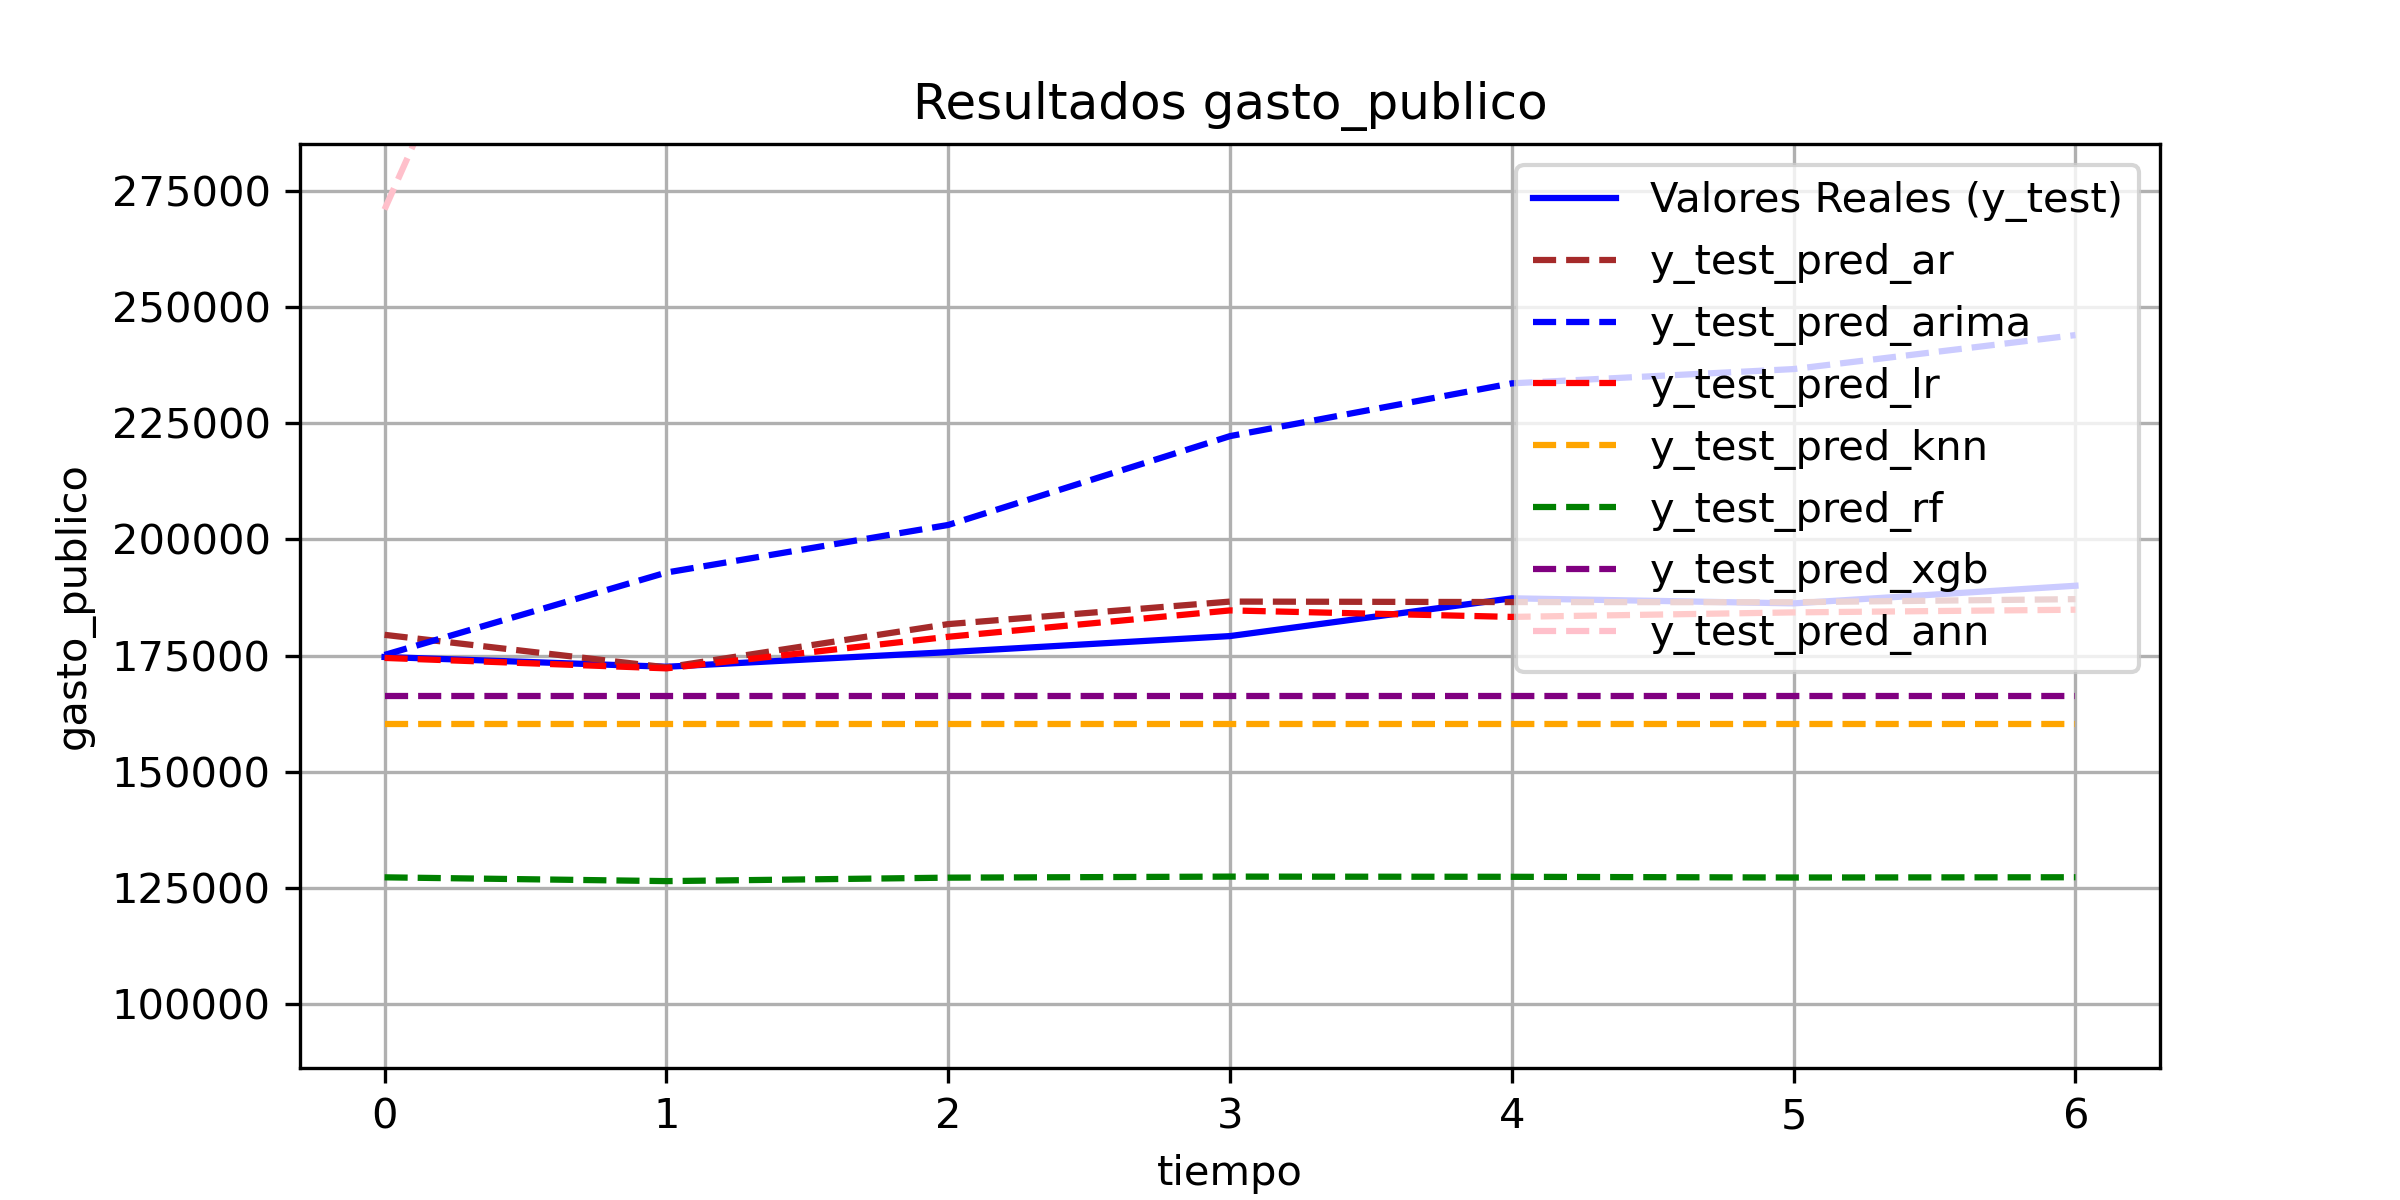 Resultados gasto_publico
gasto_publico
275000
250000
225000
200000
175000
150000
125000
100000
Valores Reales (y_test)
y_test_pred_ar
y_test_pred_arima
y_test_pred_lr
y_test_pred_knn
y_test_pred_rf
y_test_pred_xgb
y_test_pred_ann
0 1 2 3 4 5 6
tiempo